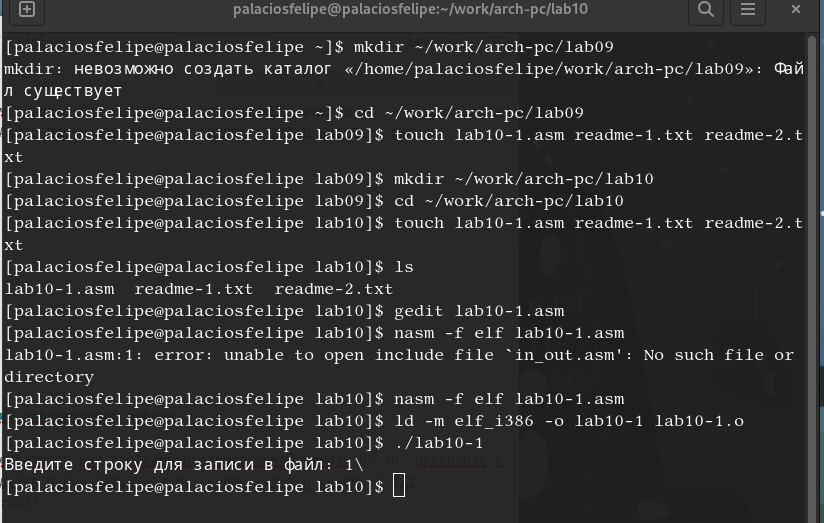 palaciosfelipe@palaciosfelipe:~/work/arch-pc/lab10
[palaciosfelipe@palaciosfelipe ~]$ mkdir ~/work/arch-pc/lab09
mkdir: невозможно создать каталог «/home/palaciosfelipe/work/arch-pc/lab09»: Фай
л существует
[palaciosfelipe@palaciosfelipe ~]$ cd ~/work/arch-pc/lab09
[palaciosfelipe@palaciosfelipe lab09]$ touch lab10-1.asm readme-1.txt readme-2.t
xt
[palaciosfelipe@palaciosfelipe lab09]$ mkdir ~/work/arch-pc/lab10
[palaciosfelipe@palaciosfelipe lab09]$ cd ~/work/arch-pc/lab10
[palaciosfelipe@palaciosfelipe lab10]$ touch lab10-1.asm readme-1.txt readme-2.t
xt
[palaciosfelipe@palaciosfelipe lab10]$ ls
lab10-1.asm  readme-1.txt  readme-2.txt
[palaciosfelipe@palaciosfelipe lab10]$ gedit lab10-1.asm
[palaciosfelipe@palaciosfelipe lab10]$ nasm -f elf lab10-1.asm
lab10-1.asm:1: error: unable to open include file `in_out.asm': No such file or
directory
[palaciosfelipe@palaciosfelipe lab10]$ nasm -f elf lab10-1.asm
[palaciosfelipe@palaciosfelipe lab10]$ ld -m elf_i386 -o lab10-1 lab10-1.o
[palaciosfelipe@palaciosfelipe lab10]$ ./lab10-1
Введите строку для записи в файл: 1\
[palaciosfelipe@palaciosfelipe lab10]$